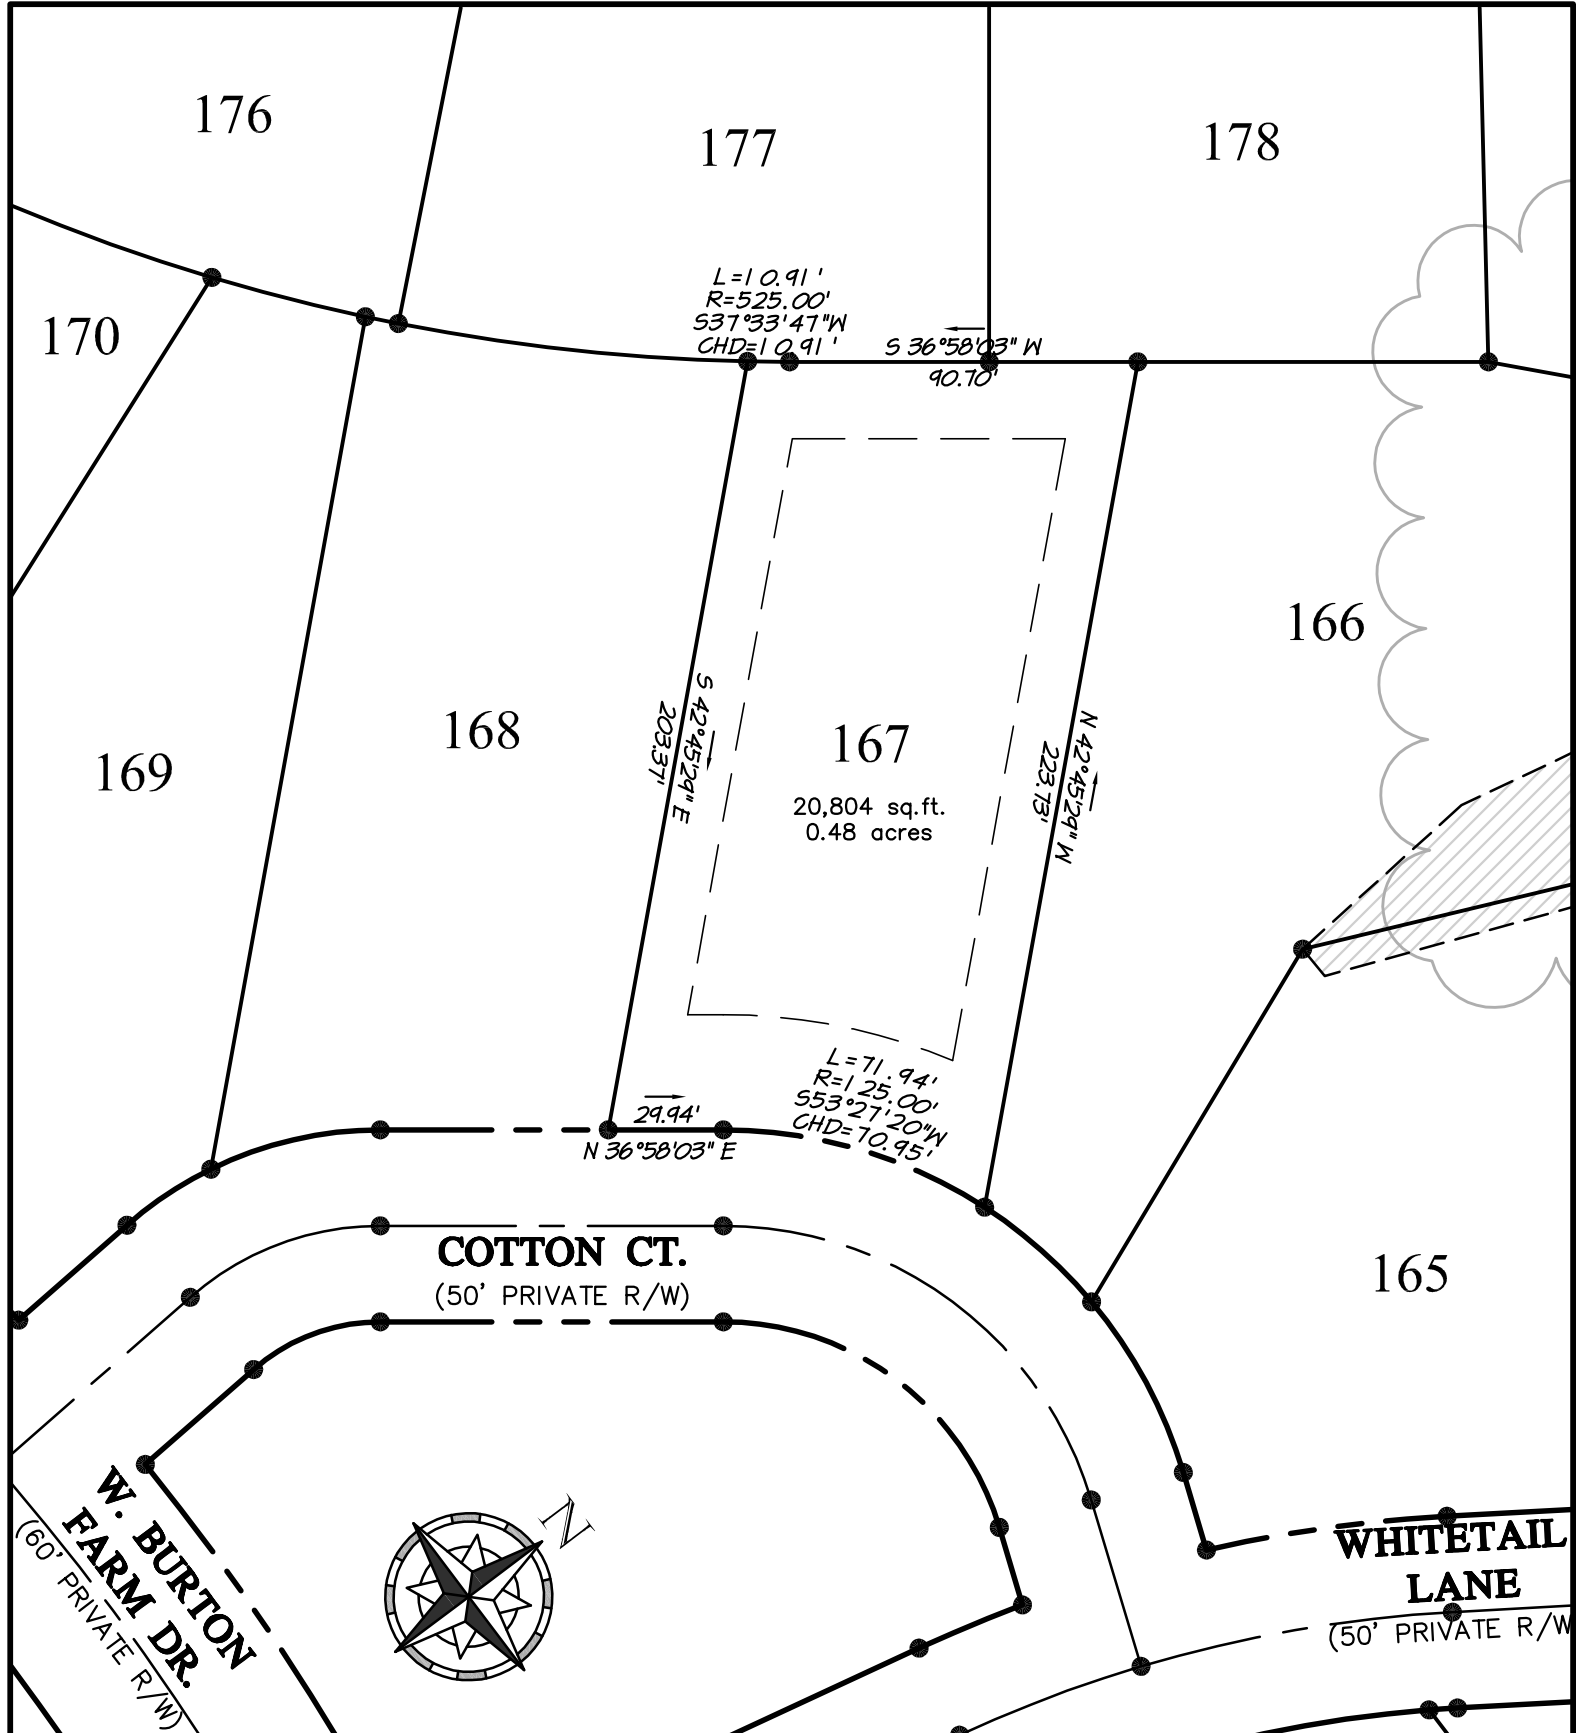 176
177
178
170
L=10.91'
R=525.00'
S37°33'47"W
CHD=10.91'
S 36°58'03" W
90.70'
166
168
S 42°45'29" E
203.37'
167
20,804 sq.ft.
0.48 acres
N 42°45'29" W
223.73'
169
L=71.94'
R=125.00'
S53°27'20"W
CHD=70.95'
29.94'
N 36°58'03" E
COTTON CT.
(50' PRIVATE R/W)
165
W. BURTON
FARM DR.
(60' PRIVATE R/W)
N
WHITETAIL
LANE
(50' PRIVATE R/W